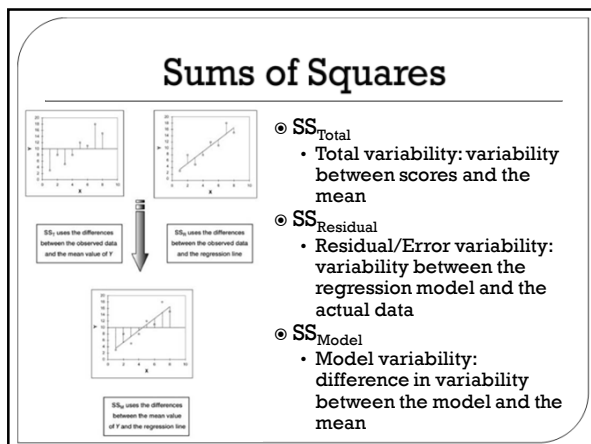 Sums of Squares
SS_T uses the differences
between the observed data
and the mean value of Y
SS_R uses the differences
between the observed data
and the regression line
SS_M uses the differences
between the mean value
of Y and the regression line
◉ SS_Total
• Total variability: variability
between scores and the
mean
◉ SS_Residual
• Residual/Error variability:
variability between the
regression model and the
actual data
◉ SS_Model
• Model variability:
difference in variability
between the model and the
mean